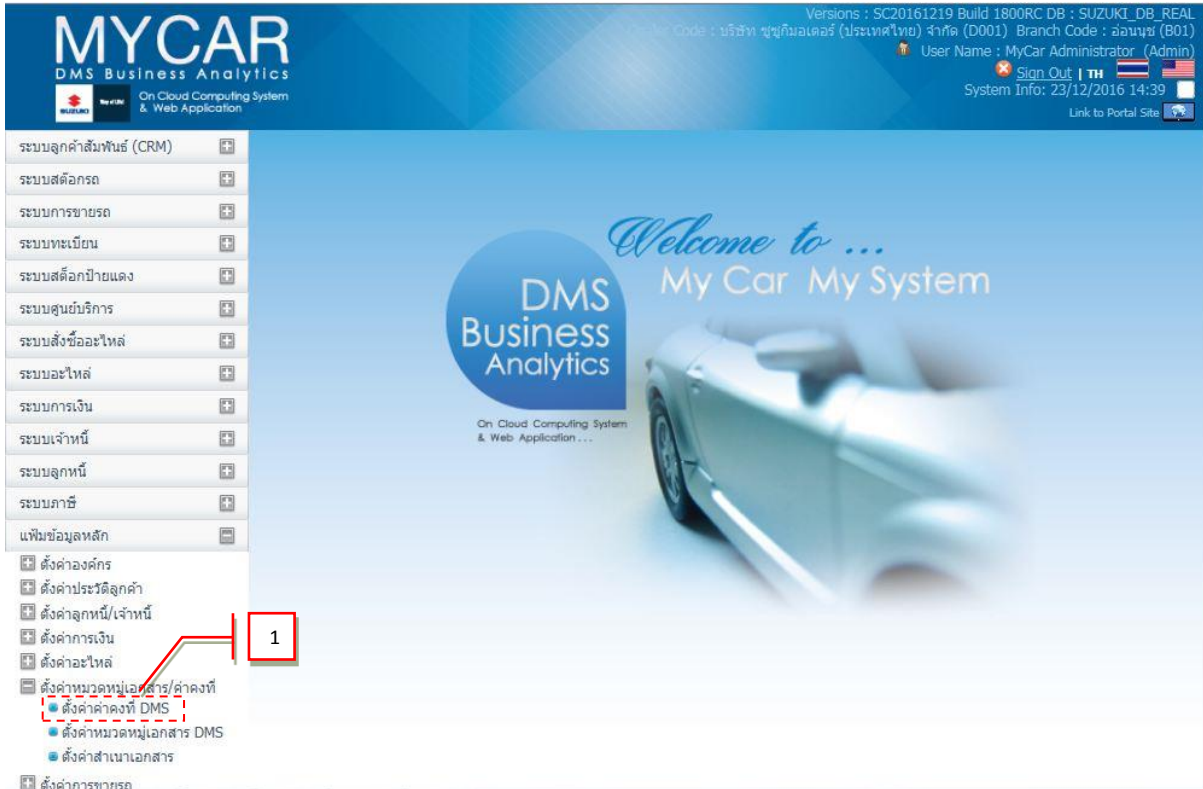 MYCAR
DMS Business Analytics
SUZUKI Way of Life! On Cloud Computing System
& Web Application
Versions : SC20161219 Build 1800RC DB : SUZUKI_DB_REAL
Code : บริษัท ซูซูกิมอเตอร์ (ประเทศไทย) จำกัด (D001) Branch Code : อ่อนนุช (B01)
User Name : MyCar Administrator (Admin)
Sign Out | TH
System Info: 23/12/2016 14:39
Link to Portal Site
ระบบลูกค้าสัมพันธ์ (CRM)
ระบบสต๊อกรถ
ระบบการขายรถ
ระบบทะเบียน
ระบบสต็อกป้ายแดง
ระบบศูนย์บริการ
ระบบสั่งซื้ออะไหล่
ระบบอะไหล่
ระบบการเงิน
ระบบเจ้าหนี้
ระบบลูกหนี้
ระบบภาษี
แฟ้มข้อมูลหลัก
ตั้งค่าองค์กร
ตั้งค่าประวัติลูกค้า
ตั้งค่าลูกหนี้/เจ้าหนี้
ตั้งค่าการเงิน
ตั้งค่าอะไหล่
ตั้งค่าหมวดหมู่เอกสาร/ค่าคงที่
ตั้งค่าค่าคงที่ DMS
ตั้งค่าหมวดหมู่เอกสาร DMS
ตั้งค่าสำเนาเอกสาร
ตั้งค่าการขายรถ
1
Welcome to ...
My Car My System
DMS
Business
Analytics
On Cloud Computing System
& Web Application...